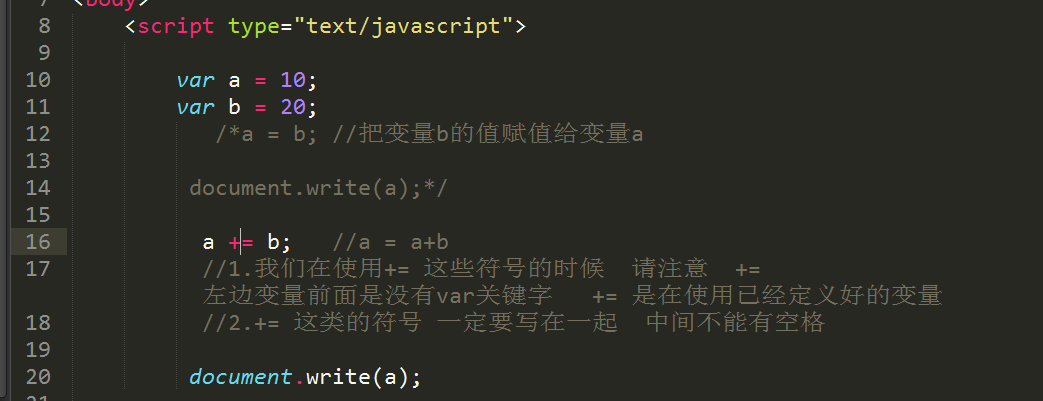 7 <body>
8 <script type="text/javascript">
9
10 var a = 10;
11 var b = 20;
12 /*a = b; //把变量b的值赋值给变量a
13
14 document.write(a);*/
15
16 a += b; //a = a+b
17 //1.我们在使用+= 这些符号的时候 请注意 +=
左边变量前面是没有var关键字 += 是在使用已经定义好的变量
18 //2.+= 这类的符号 一定要写在一起 中间不能有空格
19
20 document.write(a);
21